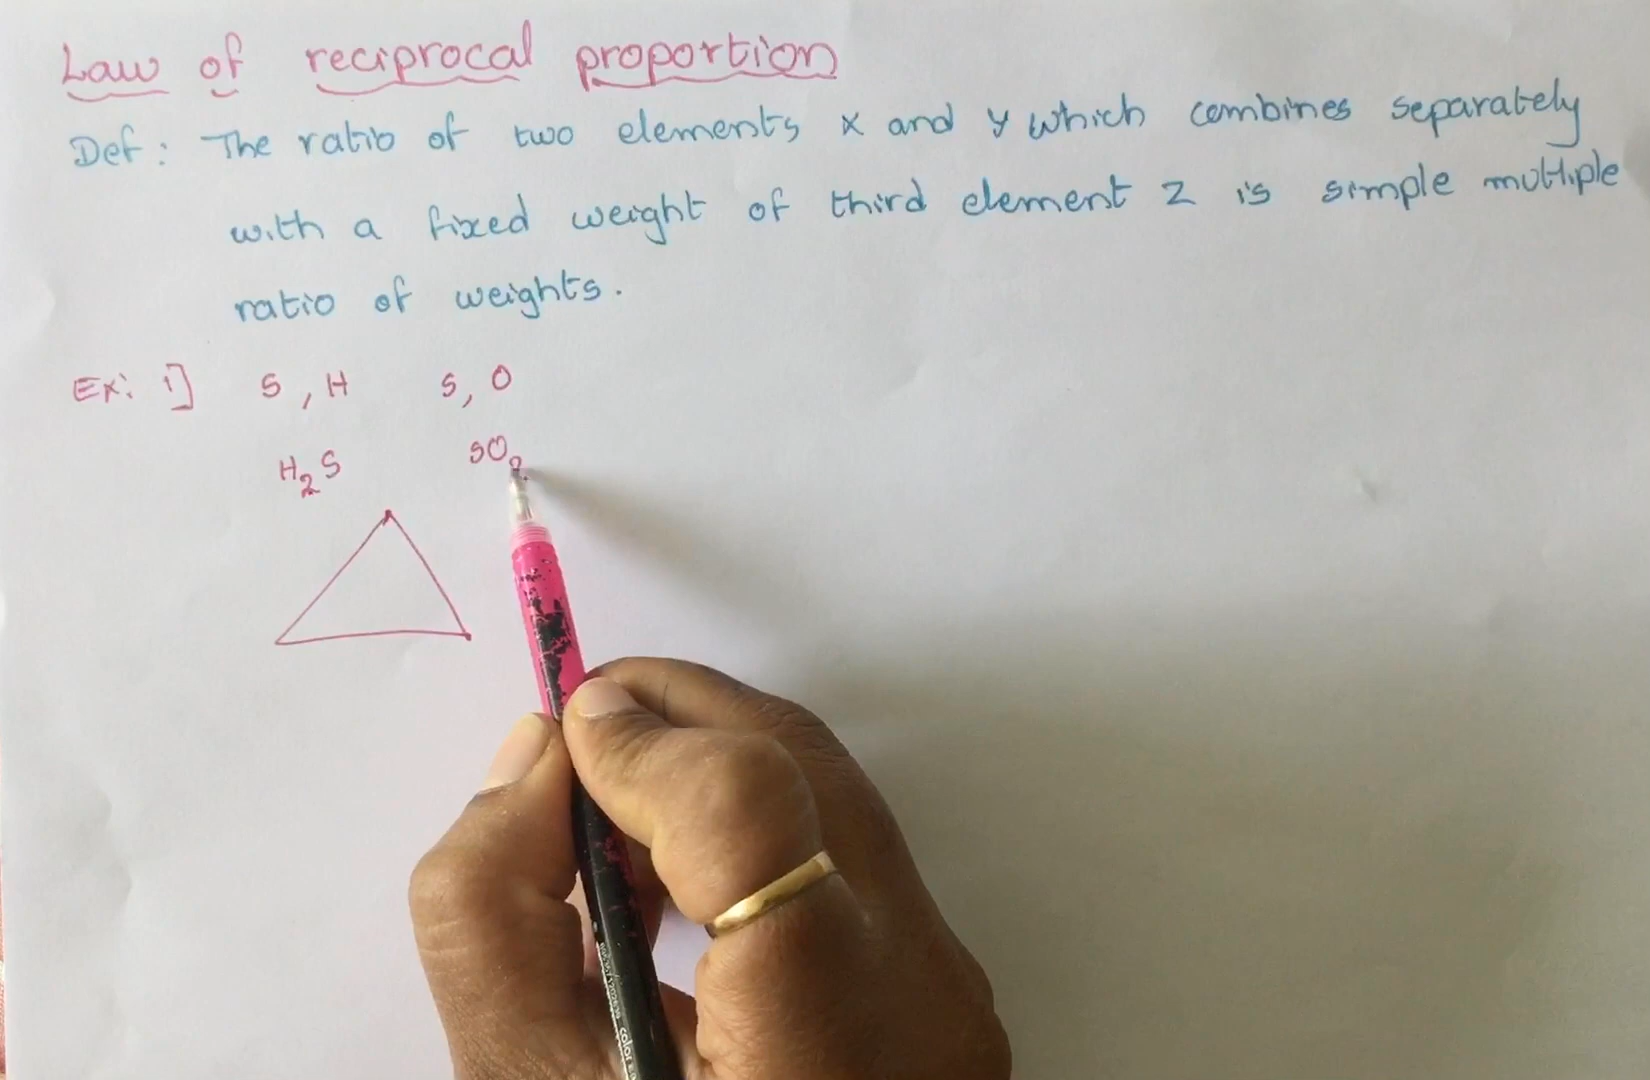 Law of reciprocal proportion
Def: The ratio of two elements x and y which combines separately
with a fixed weight of third element z is simple multiple
ratio of weights.
Ex: 1] S, H S, O
H₂S SO₂